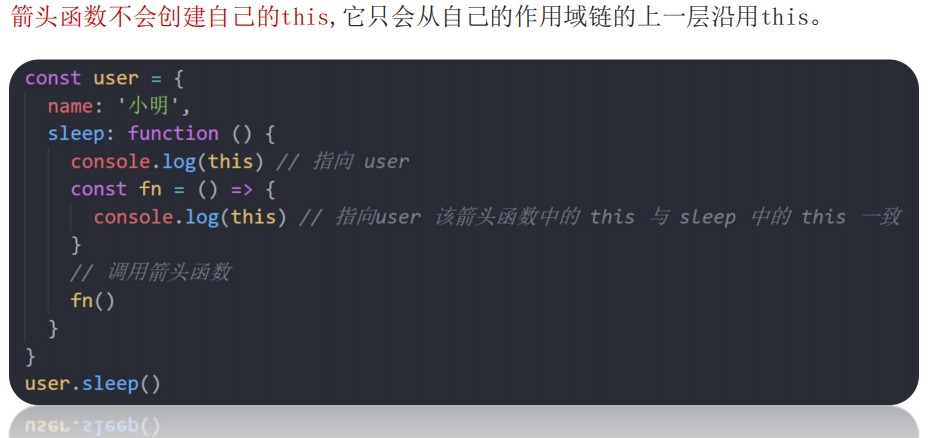 箭头函数不会创建自己的this,它只会从自己的作用域链的上一层沿用this。
const user = {
  name: '小明',
  sleep: function () {
    console.log(this) // 指向 user
    const fn = () => {
      console.log(this) // 指向user 该箭头函数中的 this 与 sleep 中的 this 一致
    }
    // 调用箭头函数
    fn()
  }
}
user.sleep()